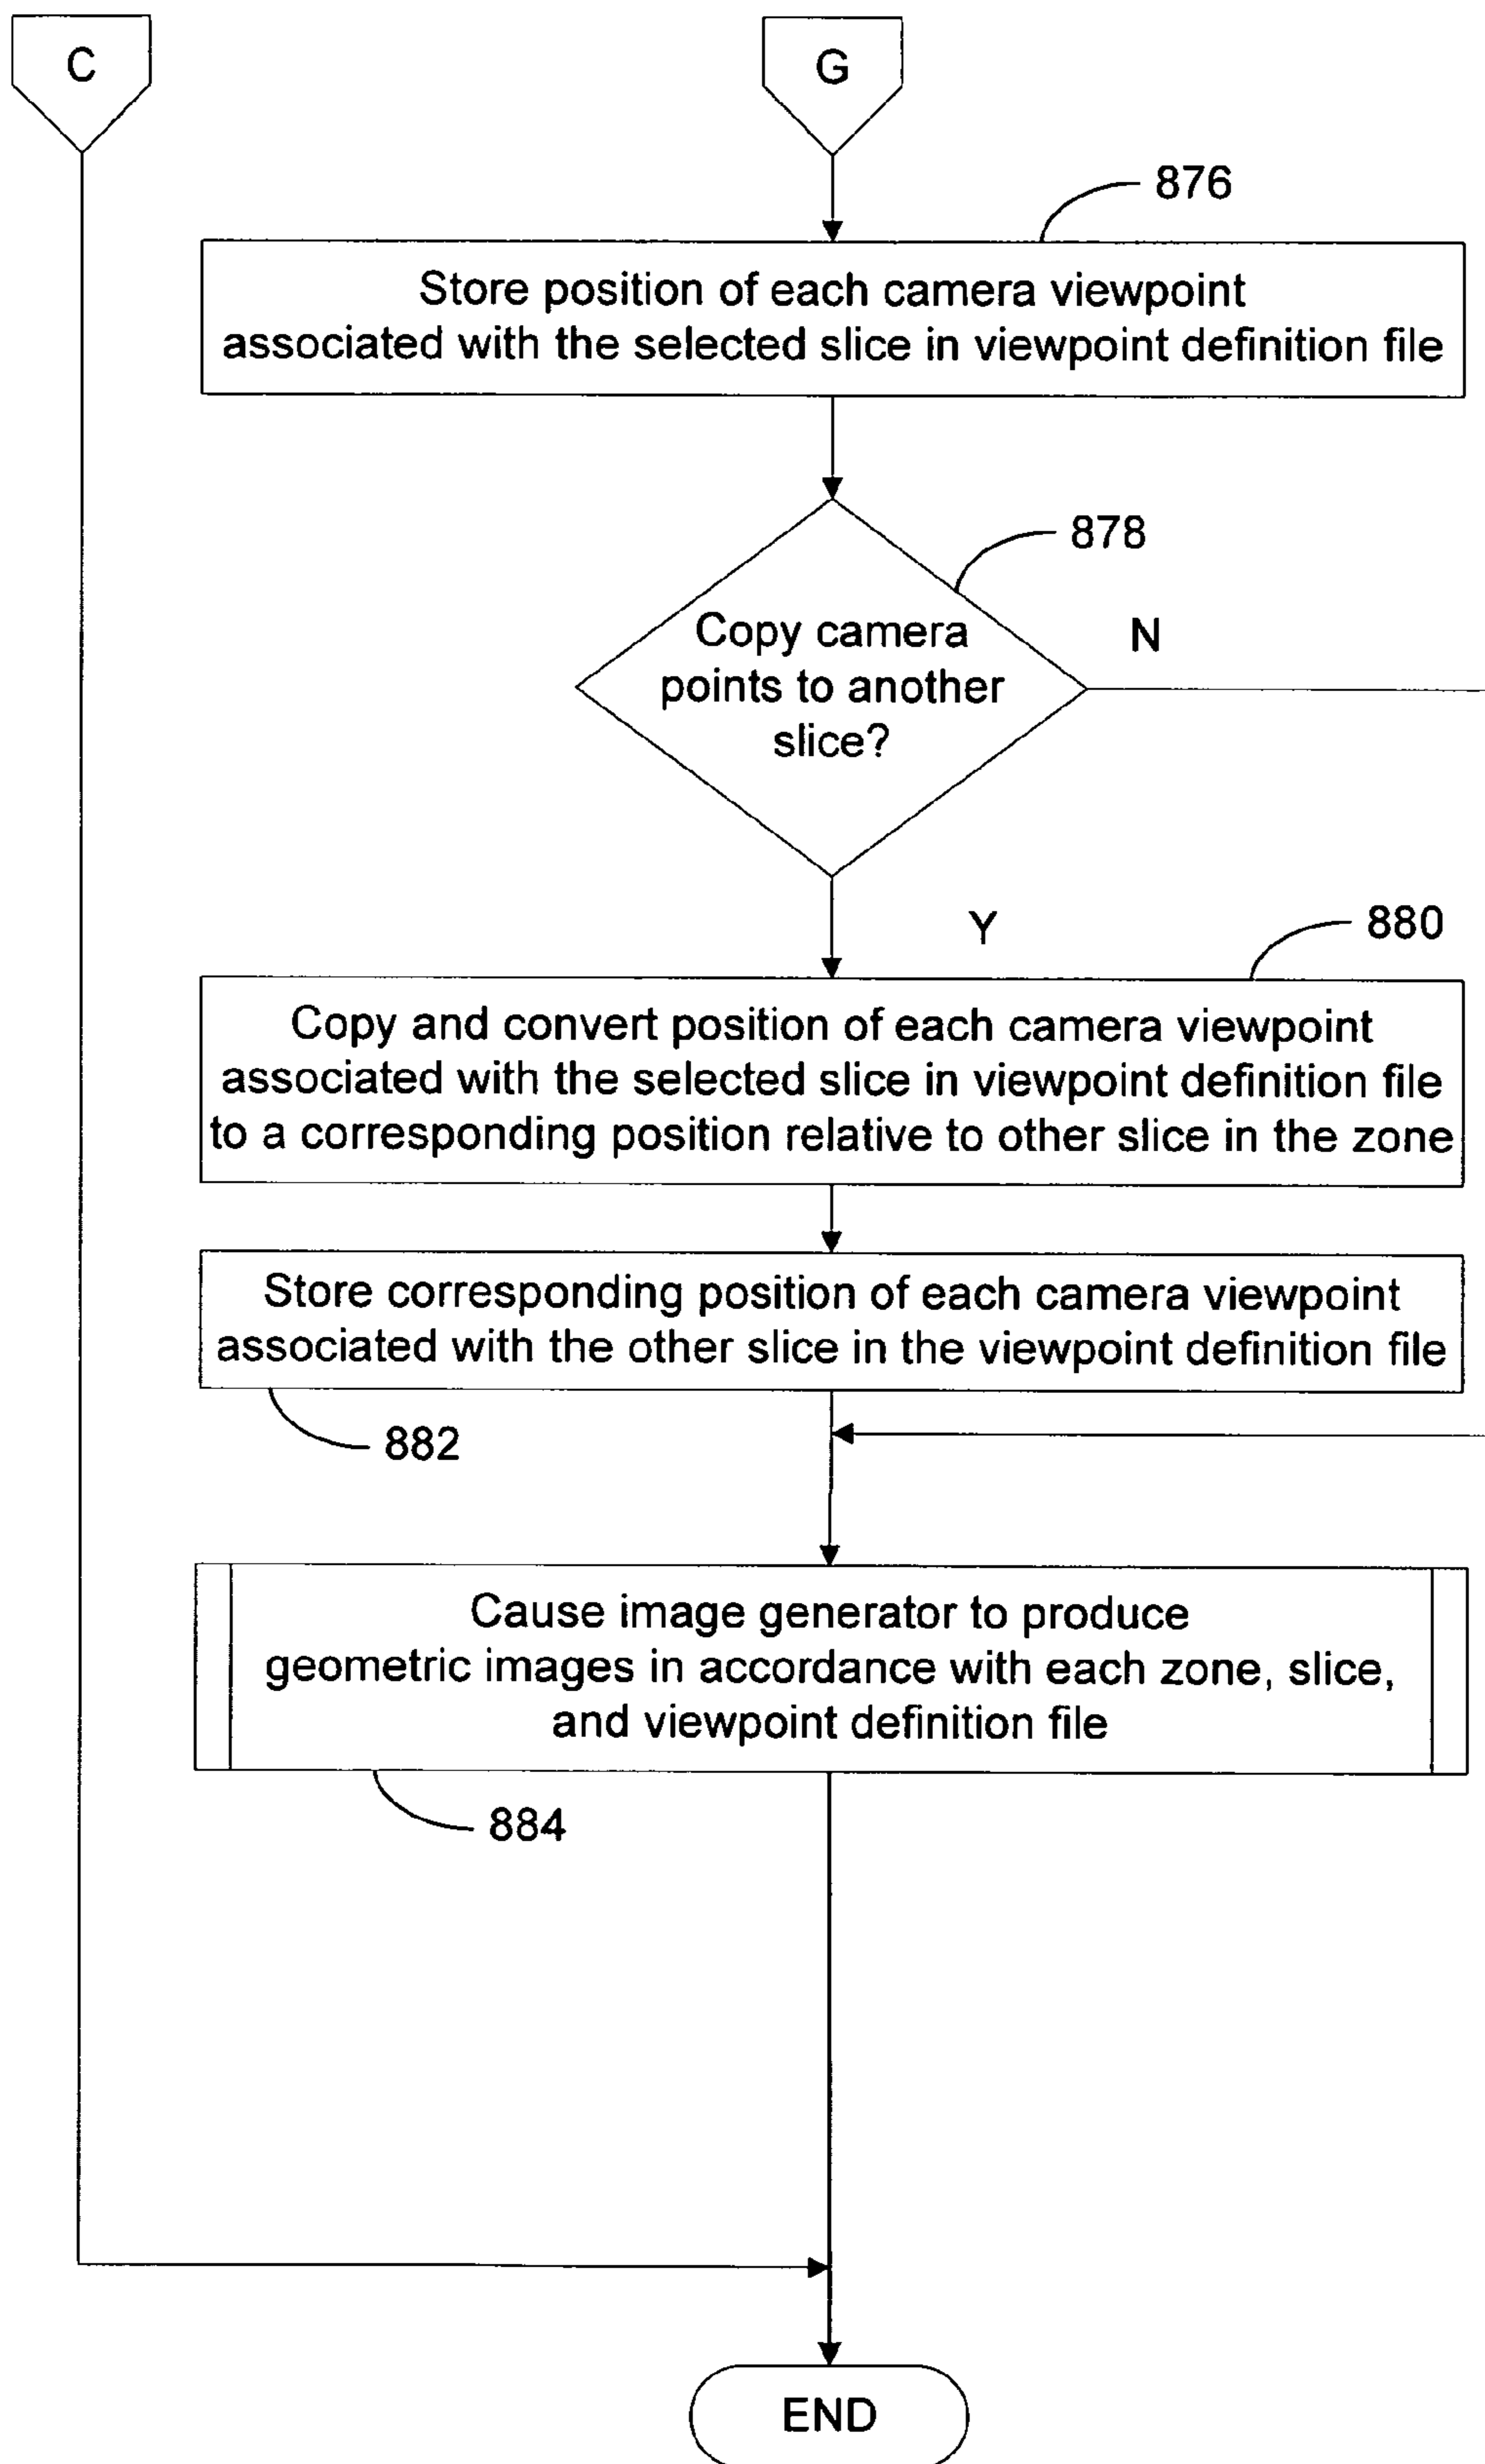 C
G
876
Store position of each camera viewpoint
associated with the selected slice in viewpoint definition file
878
Copy camera
points to another
slice?
N
Y
880
Copy and convert position of each camera viewpoint
associated with the selected slice in viewpoint definition file
to a corresponding position relative to other slice in the zone
Store corresponding position of each camera viewpoint
associated with the other slice in the viewpoint definition file
882
Cause image generator to produce
geometric images in accordance with each zone, slice,
and viewpoint definition file
884
END